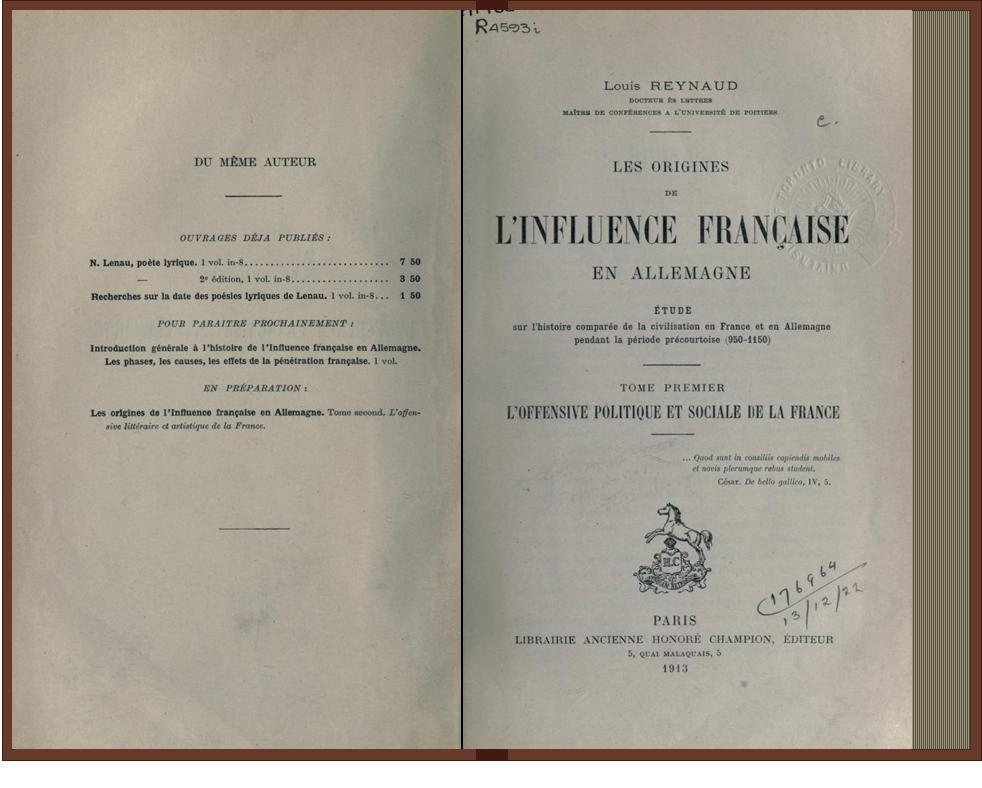 DU MÊME AUTEUR
OUVRAGES DÉJA PUBLIÉS :
N. Lenau, poète lyrique. 1 vol. in-8........................... 7 50
— 2e édition, 1 vol. in-8.................. 3 50
Recherches sur la date des poésies lyriques de Lenau. 1 vol. in-8... 1 50
POUR PARAITRE PROCHAINEMENT :
Introduction générale à l'histoire de l'Influence française en Allemagne.
Les phases, les causes, les effets de la pénétration française. 1 vol.
EN PRÉPARATION :
Les origines de l'Influence française en Allemagne. Tome second. L'offen-
sive littéraire et artistique de la France.
R4593i
Louis REYNAUD
DOCTEUR ÈS LETTRES
MAÎTRE DE CONFÉRENCES A L'UNIVERSITÉ DE POITIERS
c.
LES ORIGINES
DE
L'INFLUENCE FRANÇAISE
EN ALLEMAGNE
TORONTO LIBRARY
ÉTUDE
sur l'histoire comparée de la civilisation en France et en Allemagne
pendant la période précourtoise (950-1150)
TOME PREMIER
L'OFFENSIVE POLITIQUE ET SOCIALE DE LA FRANCE
... Quod sunt in consiliis capiendis mobiles
et novis plerumque rebus student.
César. De bello gallico, IV, 5.
H.C
176964
13/12/22
PARIS
LIBRAIRIE ANCIENNE HONORÉ CHAMPION, ÉDITEUR
5, QUAI MALAQUAIS, 5
1913